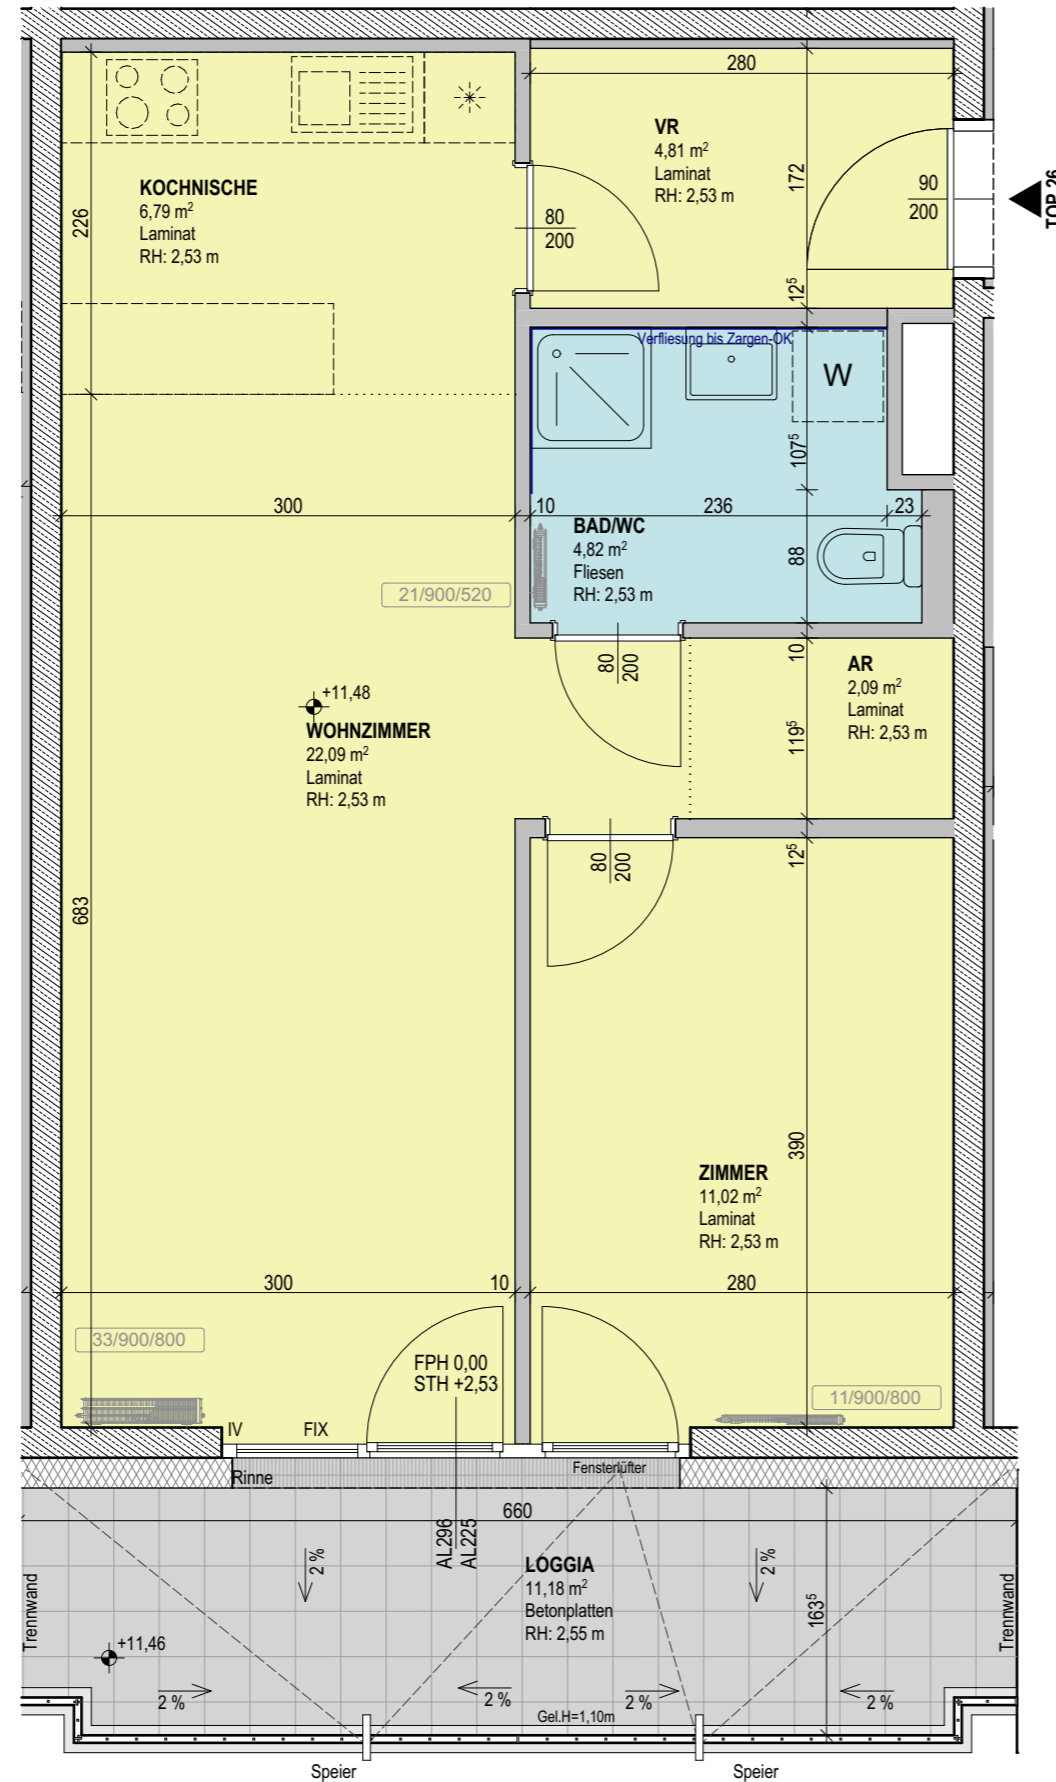 280
VR
4,81 m²
Laminat
RH: 2,53 m
172
90
200
TOP 26
KOCHNISCHE
6,79 m²
Laminat
RH: 2,53 m
226
80
200
12⁵
Verfliesung bis Zargen-OK
W
107⁵
300
10
236
23
BAD/WC
4,82 m²
Fliesen
RH: 2,53 m
88
21/900/520
80
200
10
AR
2,09 m²
Laminat
RH: 2,53 m
119⁵
+11,48
WOHNZIMMER
22,09 m²
Laminat
RH: 2,53 m
80
200
12⁵
683
390
ZIMMER
11,02 m²
Laminat
RH: 2,53 m
300
10
280
33/900/800
FPH 0,00
STH +2,53
11/900/800
IV
FIX
Rinne
Fensterlüfter
660
AL296
AL225
LOGGIA
11,18 m²
Betonplatten
RH: 2,55 m
2 %
2 %
163⁵
Trennwand
Trennwand
+11,46
2 %
2 %
2 %
2 %
Gel.H=1,10m
Speier
Speier